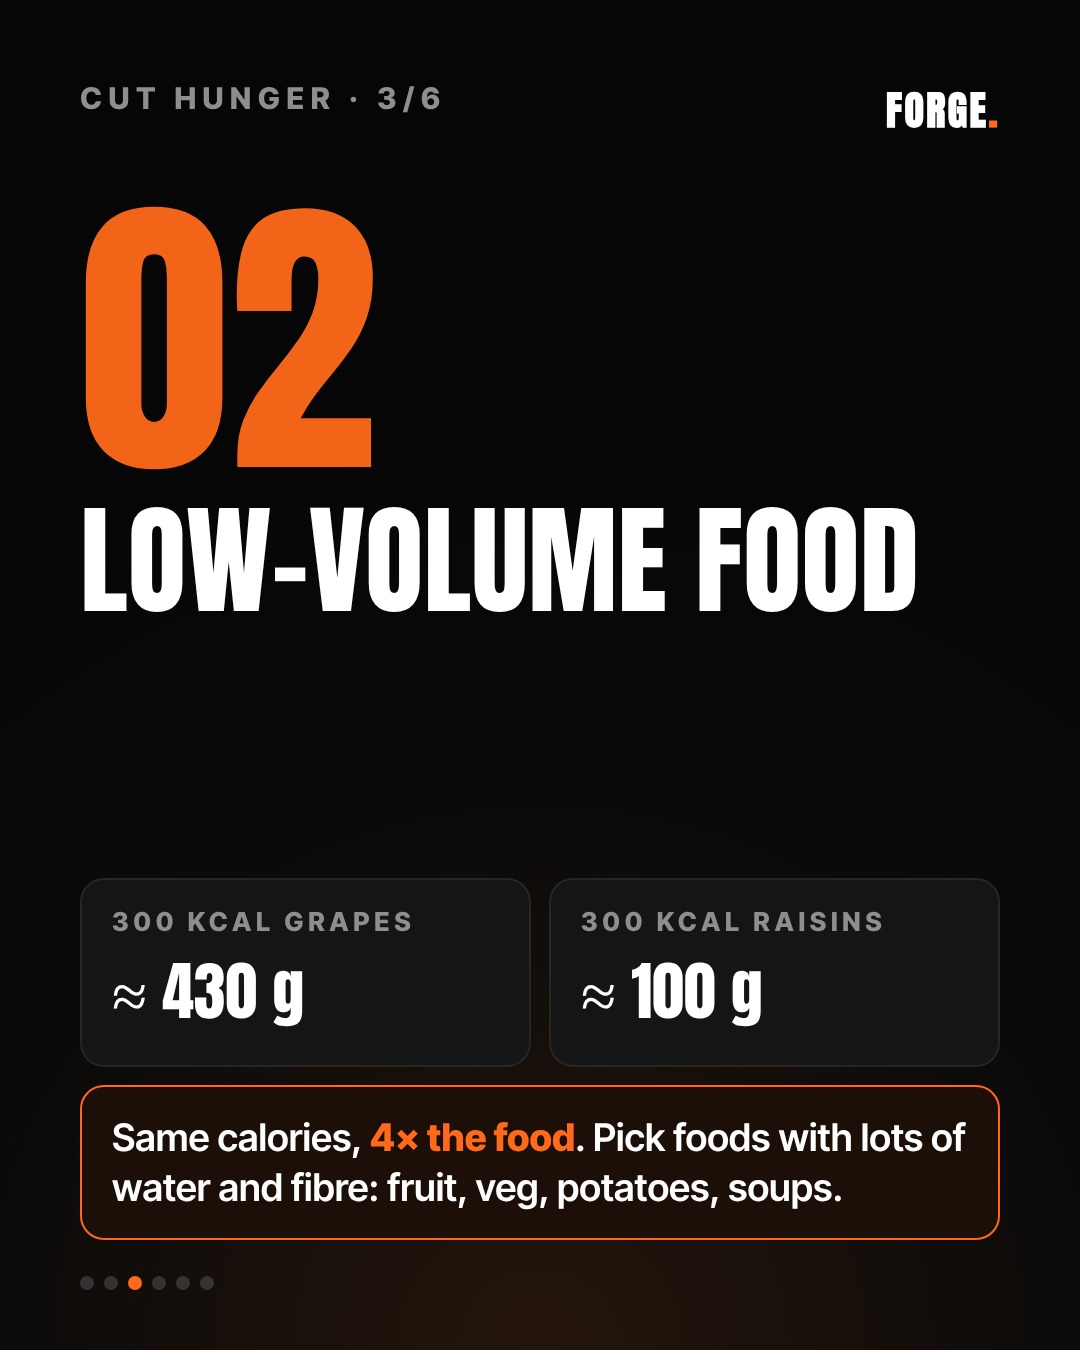 CUT HUNGER · 3/6
FORGE.
02
LOW-VOLUME FOOD
300 KCAL GRAPES
≈ 430 g
300 KCAL RAISINS
≈ 100 g
Same calories, 4× the food. Pick foods with lots of
water and fibre: fruit, veg, potatoes, soups.